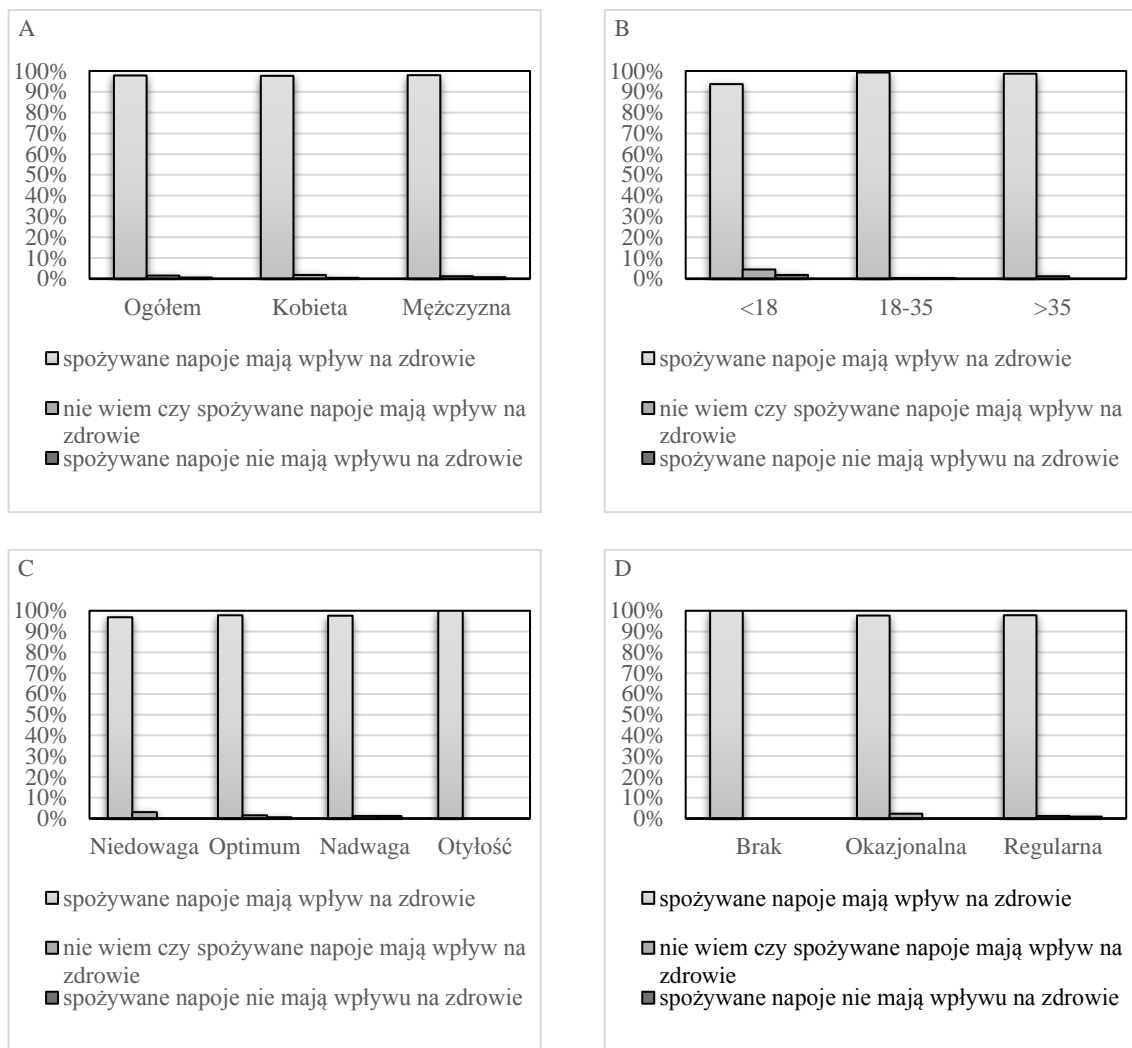 A
100%
90%
80%
70%
60%
50%
40%
30%
20%
10%
0%
Ogółem Kobieta Mężczyzna
spożywane napoje mają wpływ na zdrowie
nie wiem czy spożywane napoje mają wpływ na
zdrowie
spożywane napoje nie mają wpływu na zdrowie
B
100%
90%
80%
70%
60%
50%
40%
30%
20%
10%
0%
<18 18-35 >35
spożywane napoje mają wpływ na zdrowie
nie wiem czy spożywane napoje mają wpływ na
zdrowie
spożywane napoje nie mają wpływu na zdrowie
C
100%
90%
80%
70%
60%
50%
40%
30%
20%
10%
0%
Niedowaga Optimum Nadwaga Otyłość
spożywane napoje mają wpływ na zdrowie
nie wiem czy spożywane napoje mają wpływ na
zdrowie
spożywane napoje nie mają wpływu na zdrowie
D
100%
90%
80%
70%
60%
50%
40%
30%
20%
10%
0%
Brak Okazjonalna Regularna
spożywane napoje mają wpływ na zdrowie
nie wiem czy spożywane napoje mają wpływ na
zdrowie
spożywane napoje nie mają wpływu na zdrowie